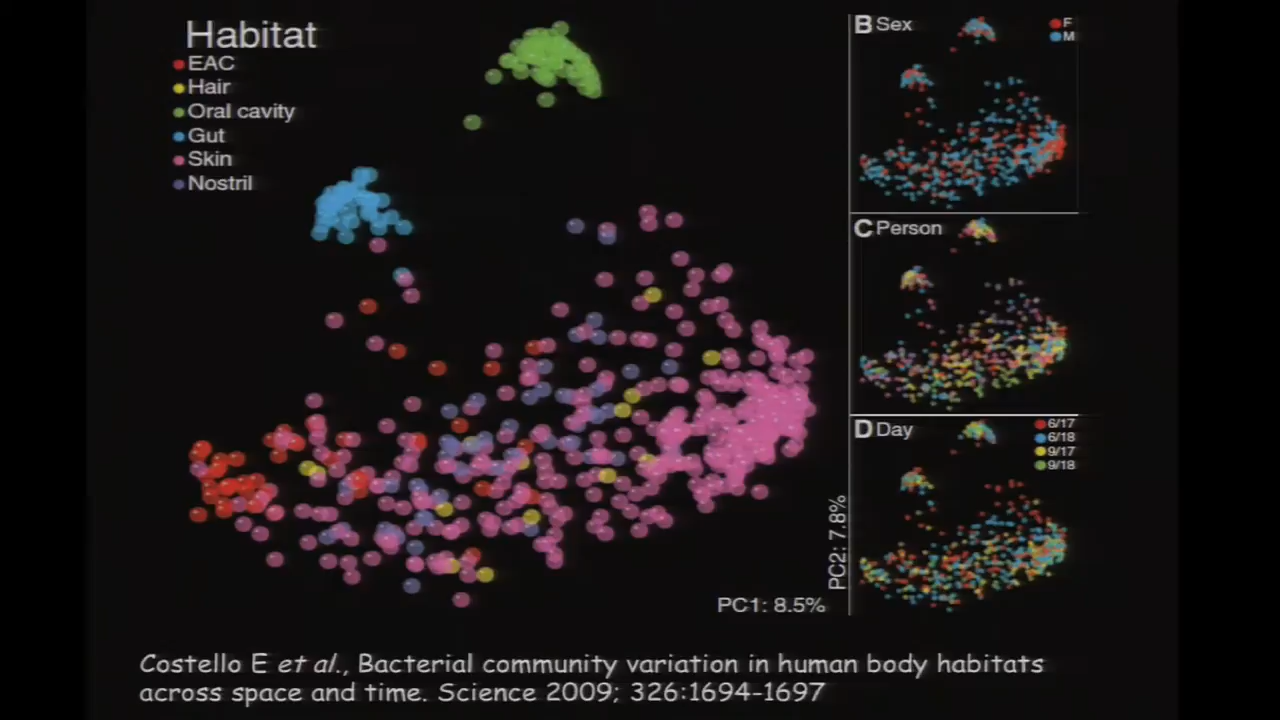 Habitat
EAC
Hair
Oral cavity
Gut
Skin
Nostril
PC1: 8.5%
PC2: 7.8%
B Sex
F
M
C Person
D Day
6/17
6/18
9/17
9/18
Costello E et al., Bacterial community variation in human body habitats
across space and time. Science 2009; 326:1694-1697